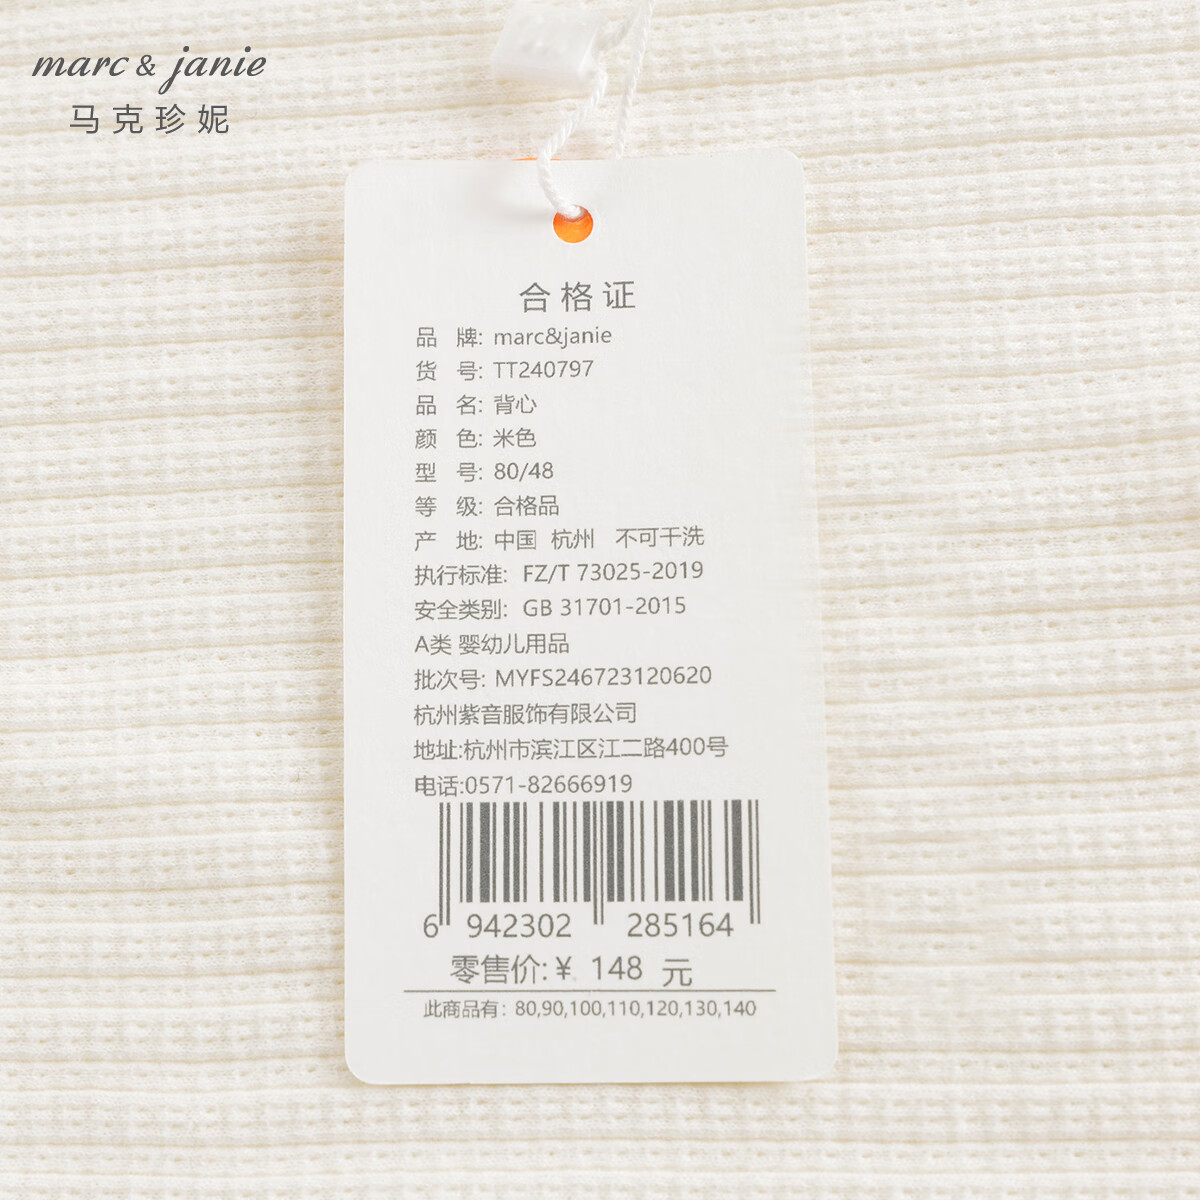 marc & janie
马克珍妮
合格证
品 牌: marc&janie
货 号: TT240797
品 名: 背心
颜 色: 米色
型 号: 80/48
等 级: 合格品
产 地: 中国 杭州 不可干洗
执行标准: FZ/T 73025-2019
安全类别: GB 31701-2015
A类 婴幼儿用品
批次号: MYFS246723120620
杭州紫音服饰有限公司
地址:杭州市滨江区江二路400号
电话:0571-82666919
6 942302 285164
零售价:¥ 148 元
此商品有: 80,90,100,110,120,130,140